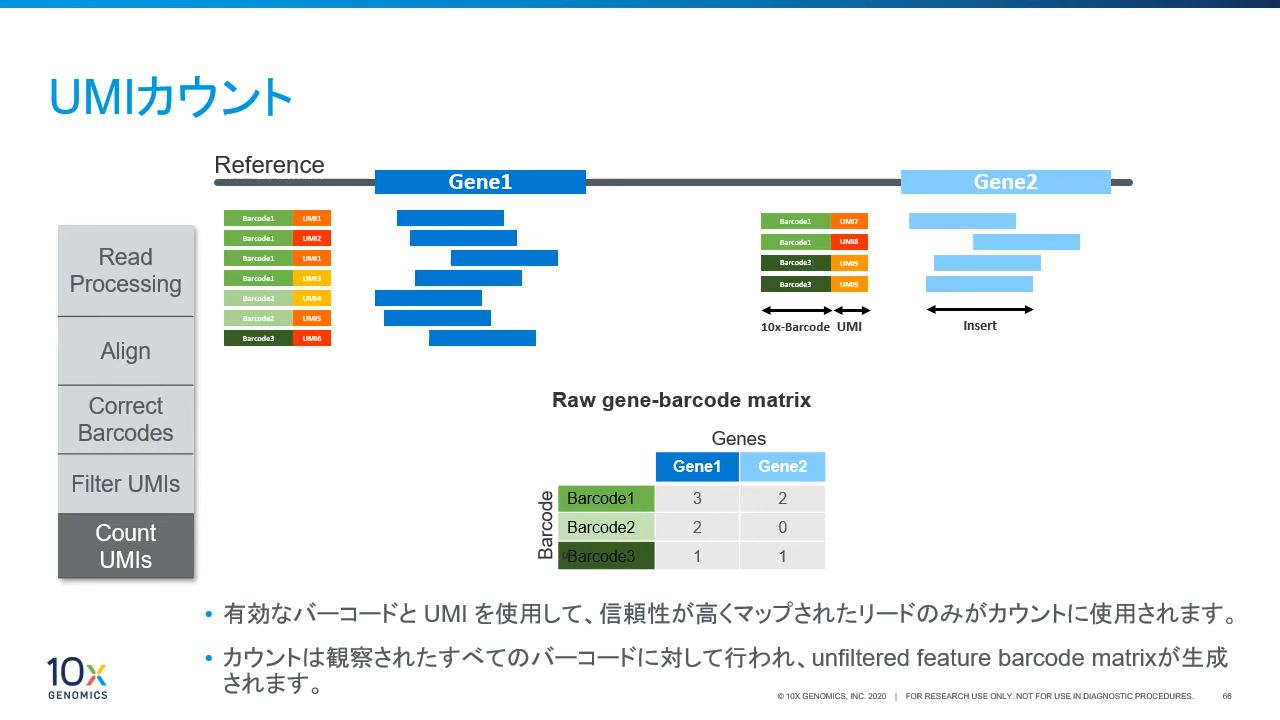 UMIカウント
Reference
Gene1
Gene2
Barcode1 UMI1
Barcode1 UMI2
Barcode1 UMI1
Barcode1 UMI3
Barcode2 UMI4
Barcode2 UMI5
Barcode3 UMI6
Barcode1 UMI7
Barcode1 UMI8
Barcode3 UMI9
Barcode3 UMI9
10x-Barcode UMI
Insert
Read
Processing
Align
Correct
Barcodes
Filter UMIs
Count
UMIs
Raw gene-barcode matrix
Genes
Gene1 Gene2
Barcodes
Barcode1 3 2
Barcode2 2 0
Barcode3 1 1
• 有効なバーコードと UMI を使用して、信頼性が高くマップされたリードのみがカウントに使用されます。
• カウントは観察されたすべてのバーコードに対して行われ、unfiltered feature barcode matrixが生成
されます。
10x
GENOMICS
© 10X GENOMICS, INC. 2020 | FOR RESEARCH USE ONLY. NOT FOR USE IN DIAGNOSTIC PROCEDURES. 66